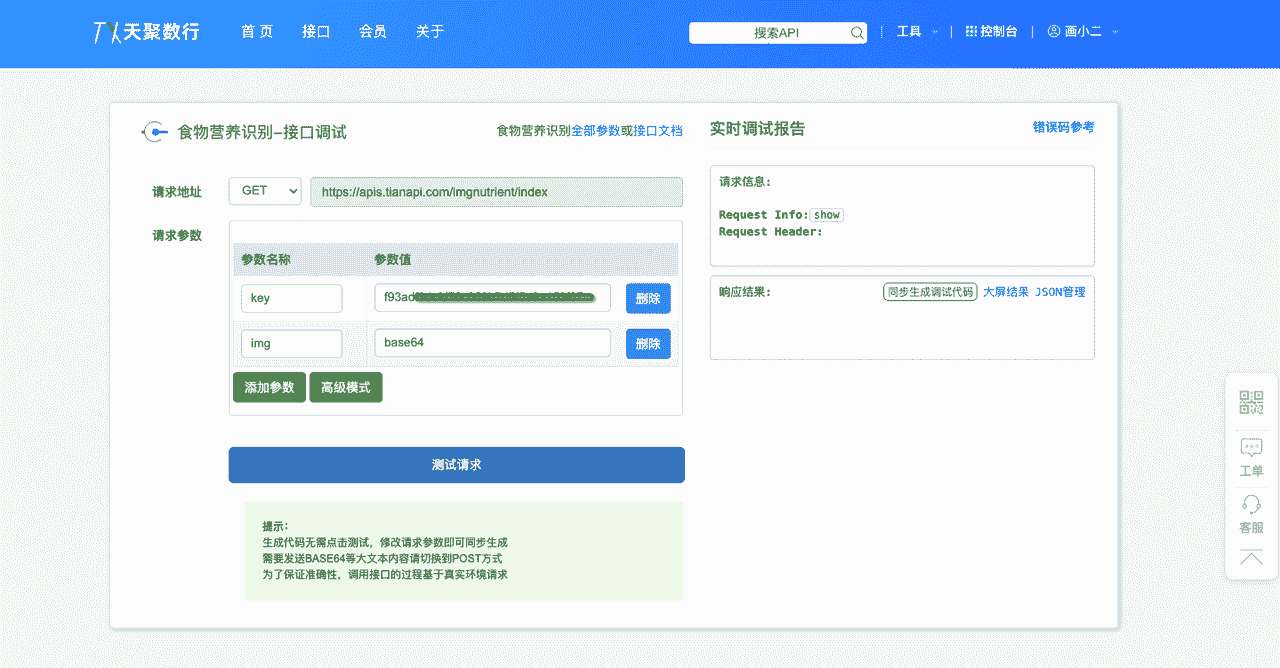 天聚数行 首 页 接口 会员 关于 搜索API 工具 控制台 画小二
食物营养识别-接口调试
食物营养识别全部参数或接口文档
请求地址 GET https://apis.tianapi.com/imgnutrient/index
请求参数
参数名称 参数值
key f93ad 删除
img base64 删除
添加参数 高级模式
测试请求
提示：
生成代码无需点击测试，修改请求参数即可同步生成
需要发送BASE64等大文本内容请切换到POST方式
为了保证准确性，调用接口的过程基于真实环境请求
实时调试报告 错误码参考
请求信息：
Request Info: show
Request Header:
响应结果： 同步生成调试代码 大屏结果 JSON管理
工单
客服